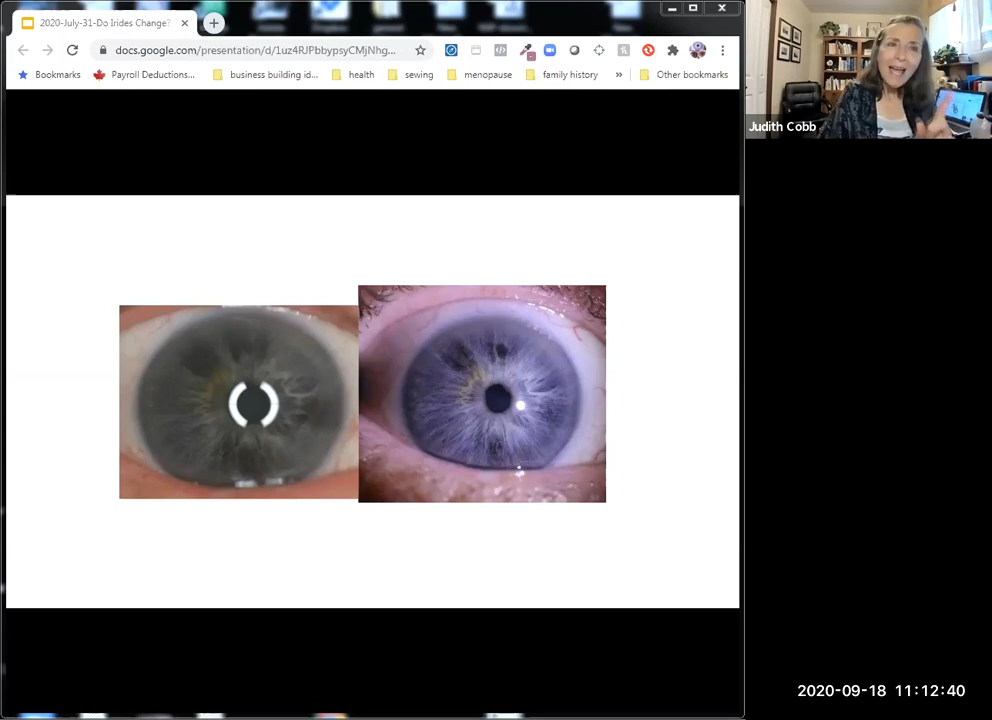 2020-July-31-Do Irides Change?
docs.google.com/presentation/d/1uz4RJPbbypsyCMjNhg...
Bookmarks
Payroll Deductions...
business building id...
health
sewing
menopause
family history
»
Other bookmarks
Judith Cobb
2020-09-18 11:12:40